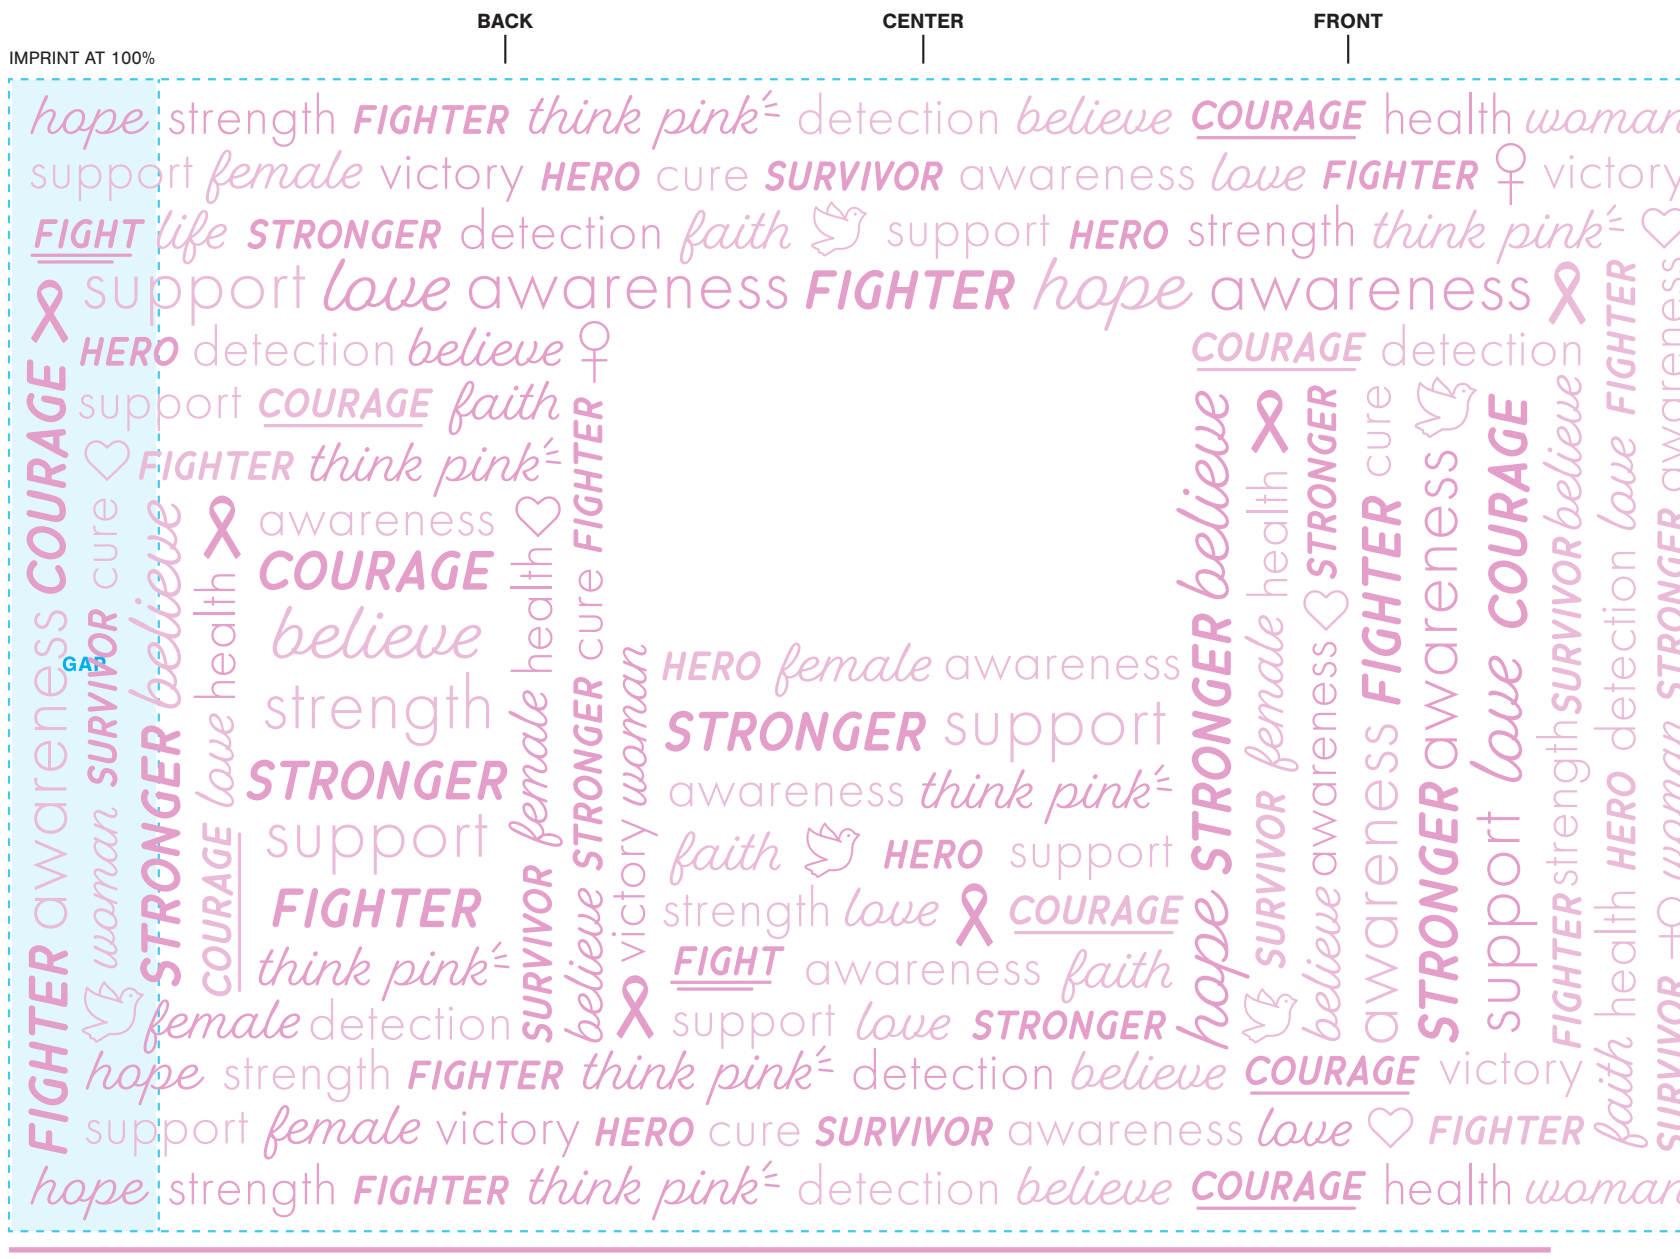 BACK CENTER FRONT
IMPRINT AT 100%
hope strength FIGHTER think pink detection believe COURAGE health woman
support female victory HERO cure SURVIVOR awareness love FIGHTER victory
FIGHT life STRONGER detection faith support HERO strength think pink
support love awareness FIGHTER hope awareness
HERO detection believe
COURAGE detection
support COURAGE faith
FIGHTER think pink
awareness
COURAGE
believe
strength
STRONGER
support
FIGHTER
think pink
female detection
GAP
FIGHTER awareness COURAGE
woman SURVIVOR cure
STRONGER believe
COURAGE love health
SURVIVOR female health
believe STRONGER cure FIGHTER
victory woman
HERO female awareness
STRONGER support
awareness think pink
faith HERO support
strength love COURAGE
FIGHT awareness faith
support love STRONGER
hope STRONGER believe
SURVIVOR female health
believe awareness STRONGER
awareness FIGHTER cure
STRONGER awareness
support love COURAGE
FIGHTER strength SURVIVOR believe
faith health HERO detection love FIGHTER
SURVIVOR woman STRONGER awareness
hope strength FIGHTER think pink detection believe COURAGE victory
support female victory HERO cure SURVIVOR awareness love FIGHTER
hope strength FIGHTER think pink detection believe COURAGE health woman